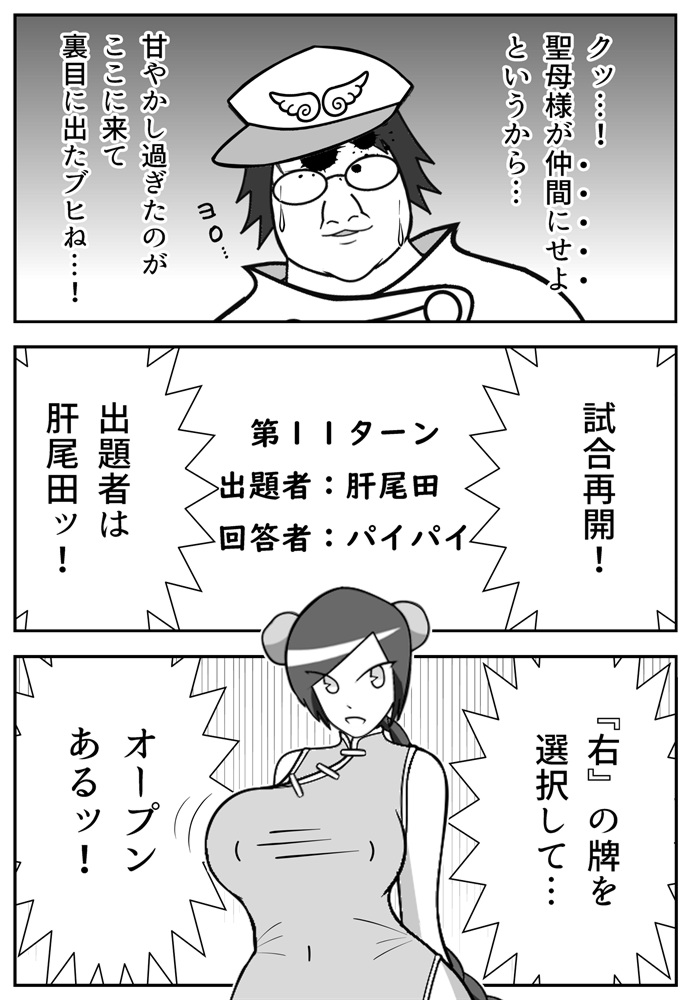 クッ…！
聖母様が仲間にせよ
というから…
甘やかし過ぎたのが
ここに来て
裏目に出たブヒね…！
ヨロ…
試合再開！
第１１ターン
出題者：肝尾田
回答者：パイパイ
出題者は
肝尾田ッ！
『右』の牌を
選択して…
オープン
あるッ！